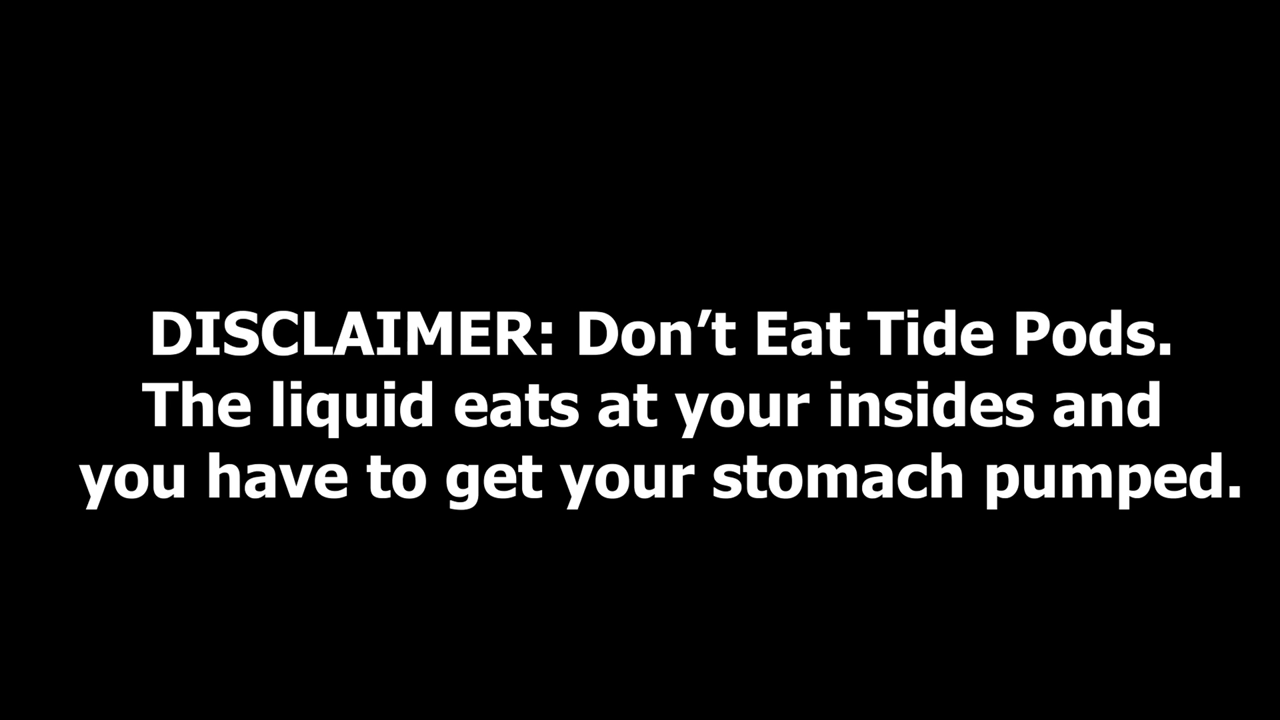 DISCLAIMER: Don’t Eat Tide Pods.
The liquid eats at your insides and
you have to get your stomach pumped.